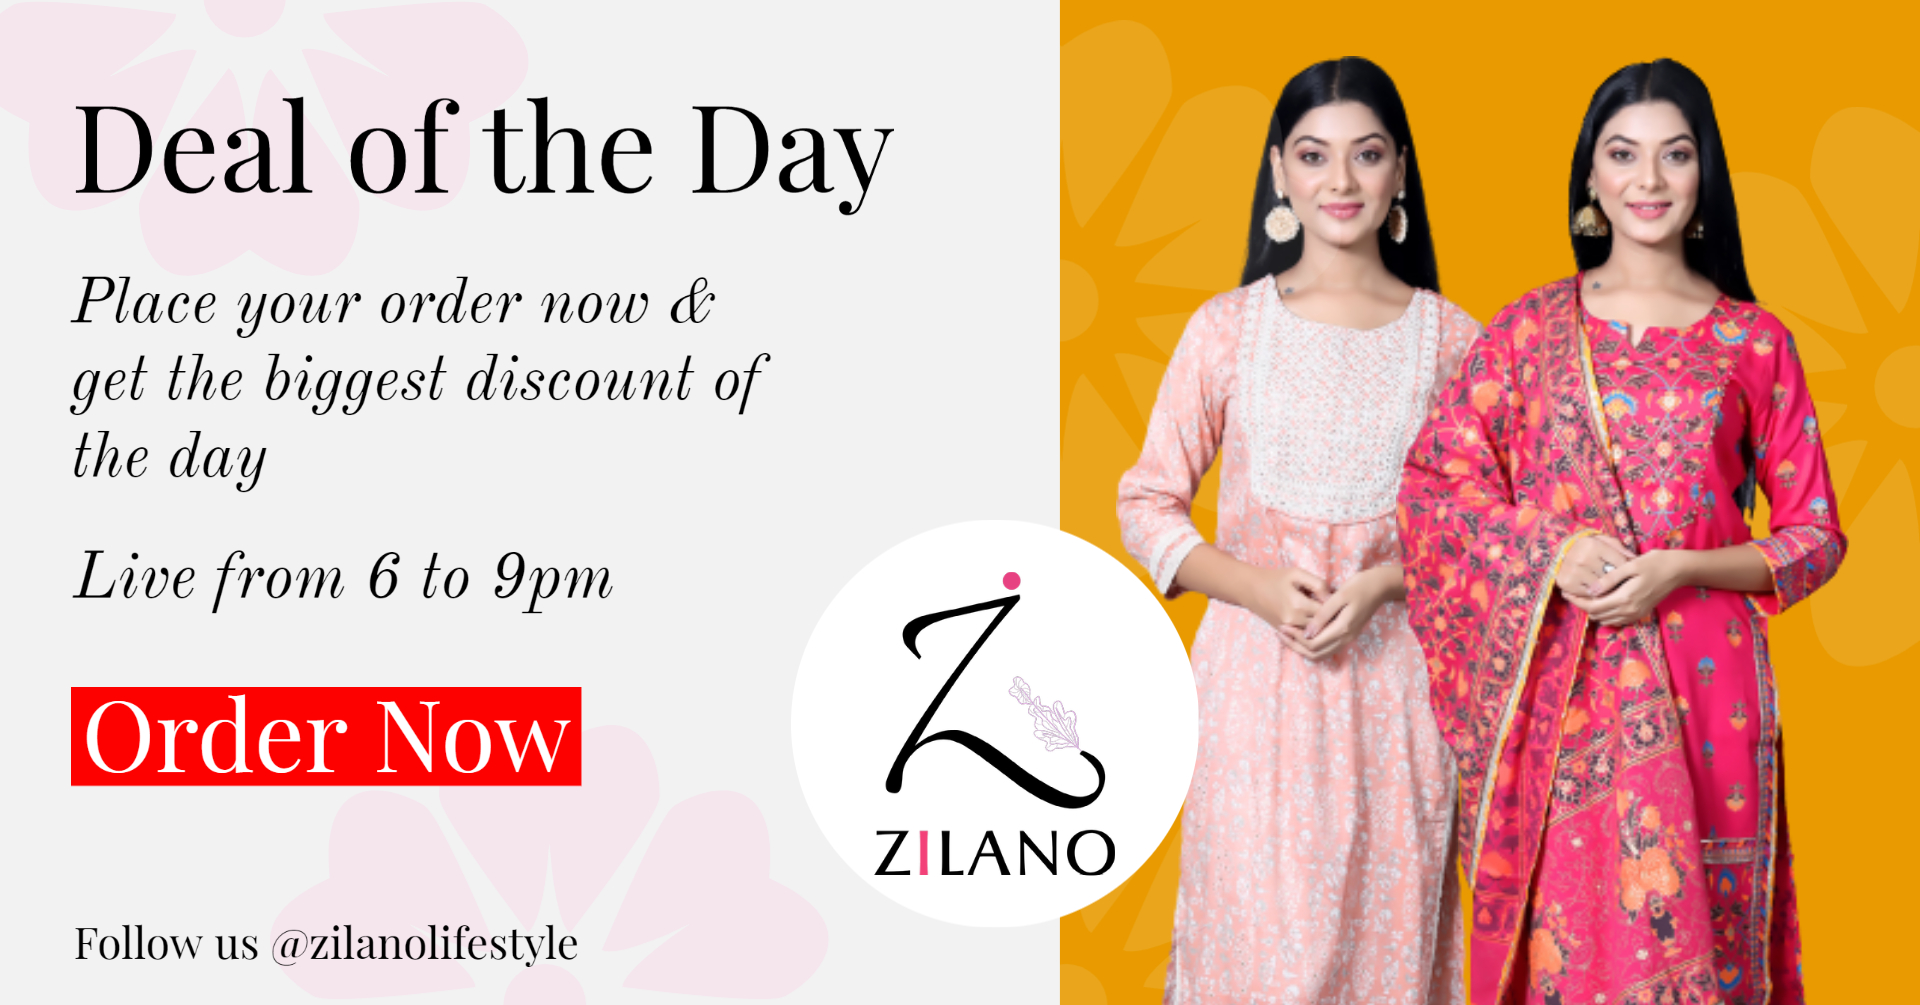 Deal of the Day
Place your order now &
get the biggest discount of
the day
Live from 6 to 9pm
Order Now
ZILANO
Follow us @zilanolifestyle